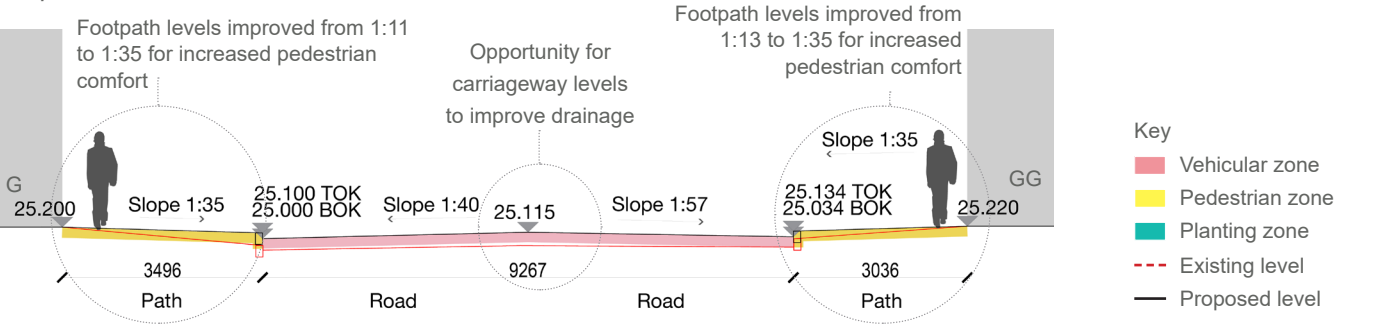 Footpath levels improved from 1:11
to 1:35 for increased pedestrian
comfort
Opportunity for
carriageway levels
to improve drainage
Footpath levels improved from
1:13 to 1:35 for increased
pedestrian comfort
G
25.200
Slope 1:35
25.100 TOK
25.000 BOK
Slope 1:40
25.115
Slope 1:57
25.134 TOK
25.034 BOK
Slope 1:35
25.220
GG
3496
9267
3036
Path
Road
Road
Path
Key
Vehicular zone
Pedestrian zone
Planting zone
Existing level
Proposed level